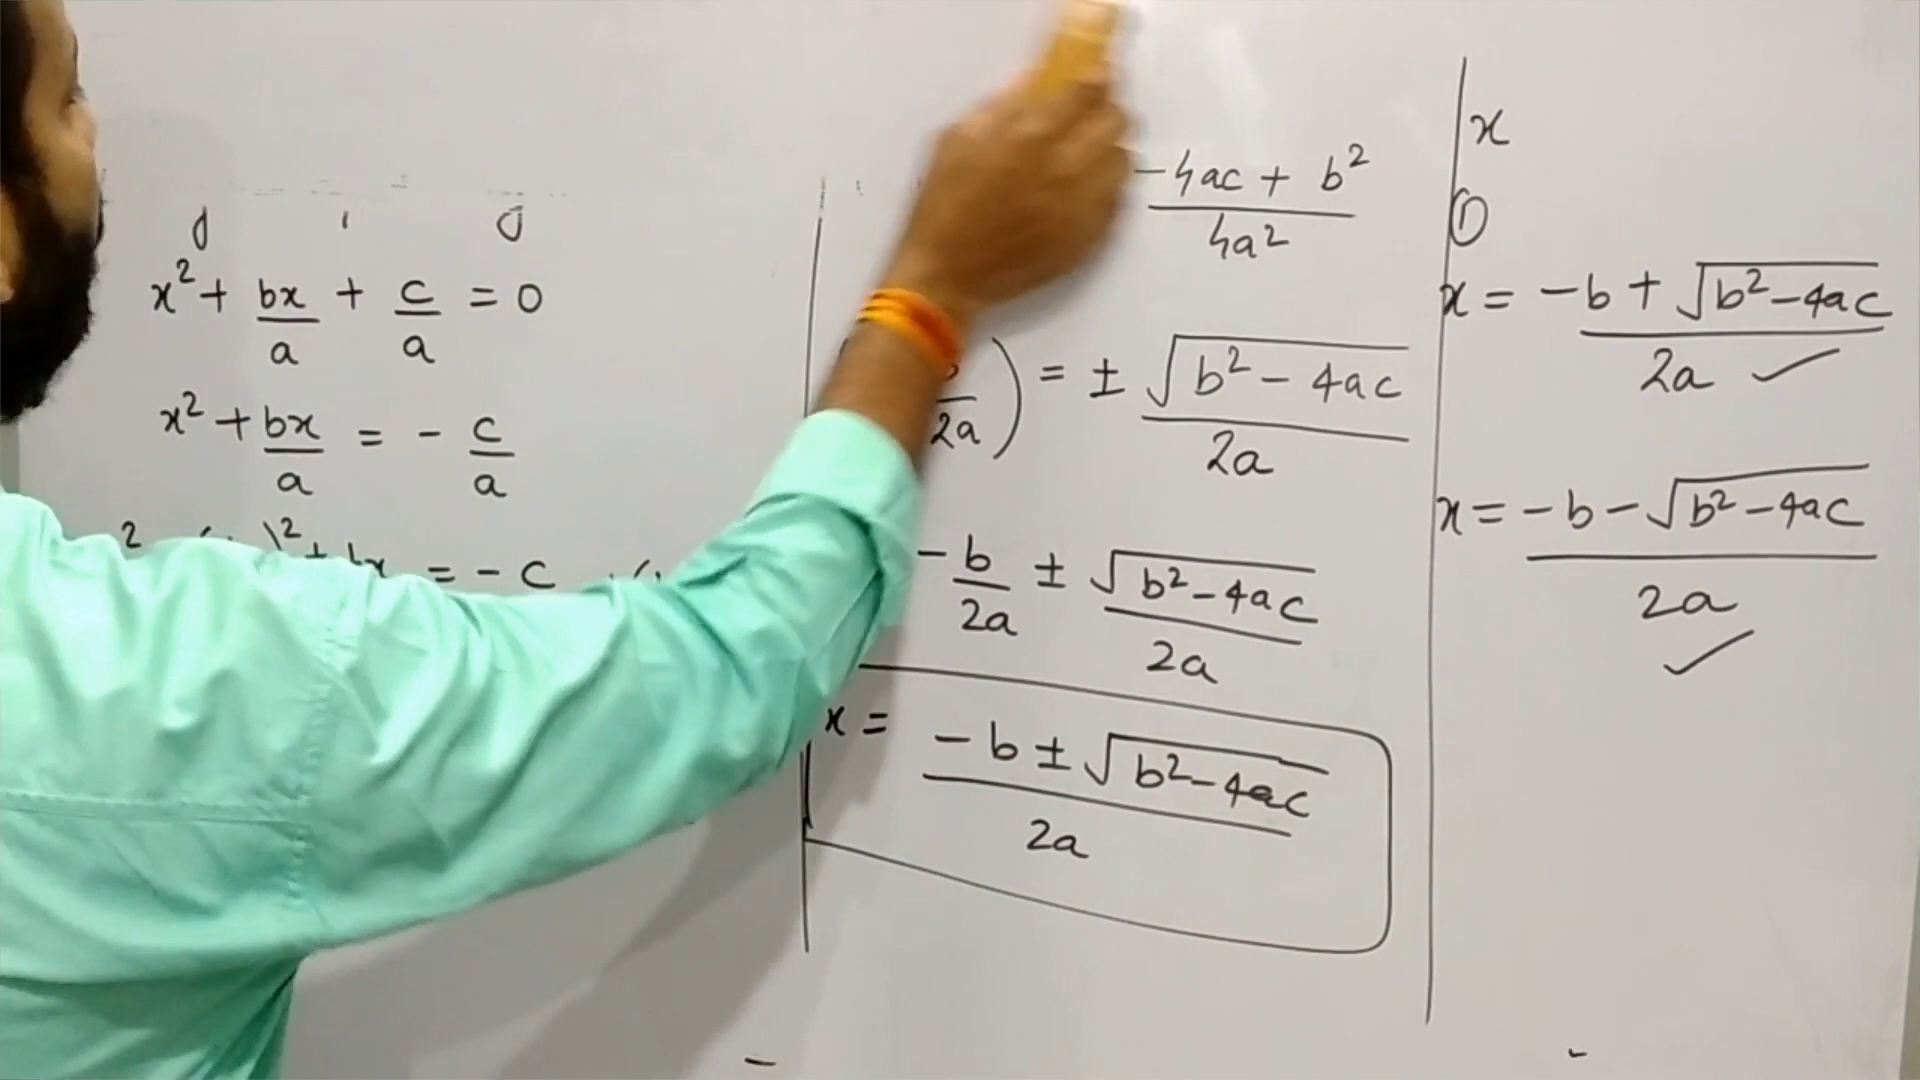 x² + bx/a + c/a = 0
x² + bx/a = - c/a
= - c
-4ac + b² / 4a²
2a ) = ± √(b² - 4ac) / 2a
- b/2a ± √(b² - 4ac) / 2a
x = -b ± √(b² - 4ac) / 2a
x
①
x = -b + √(b² - 4ac) / 2a ✓
x = -b - √(b² - 4ac) / 2a
✓